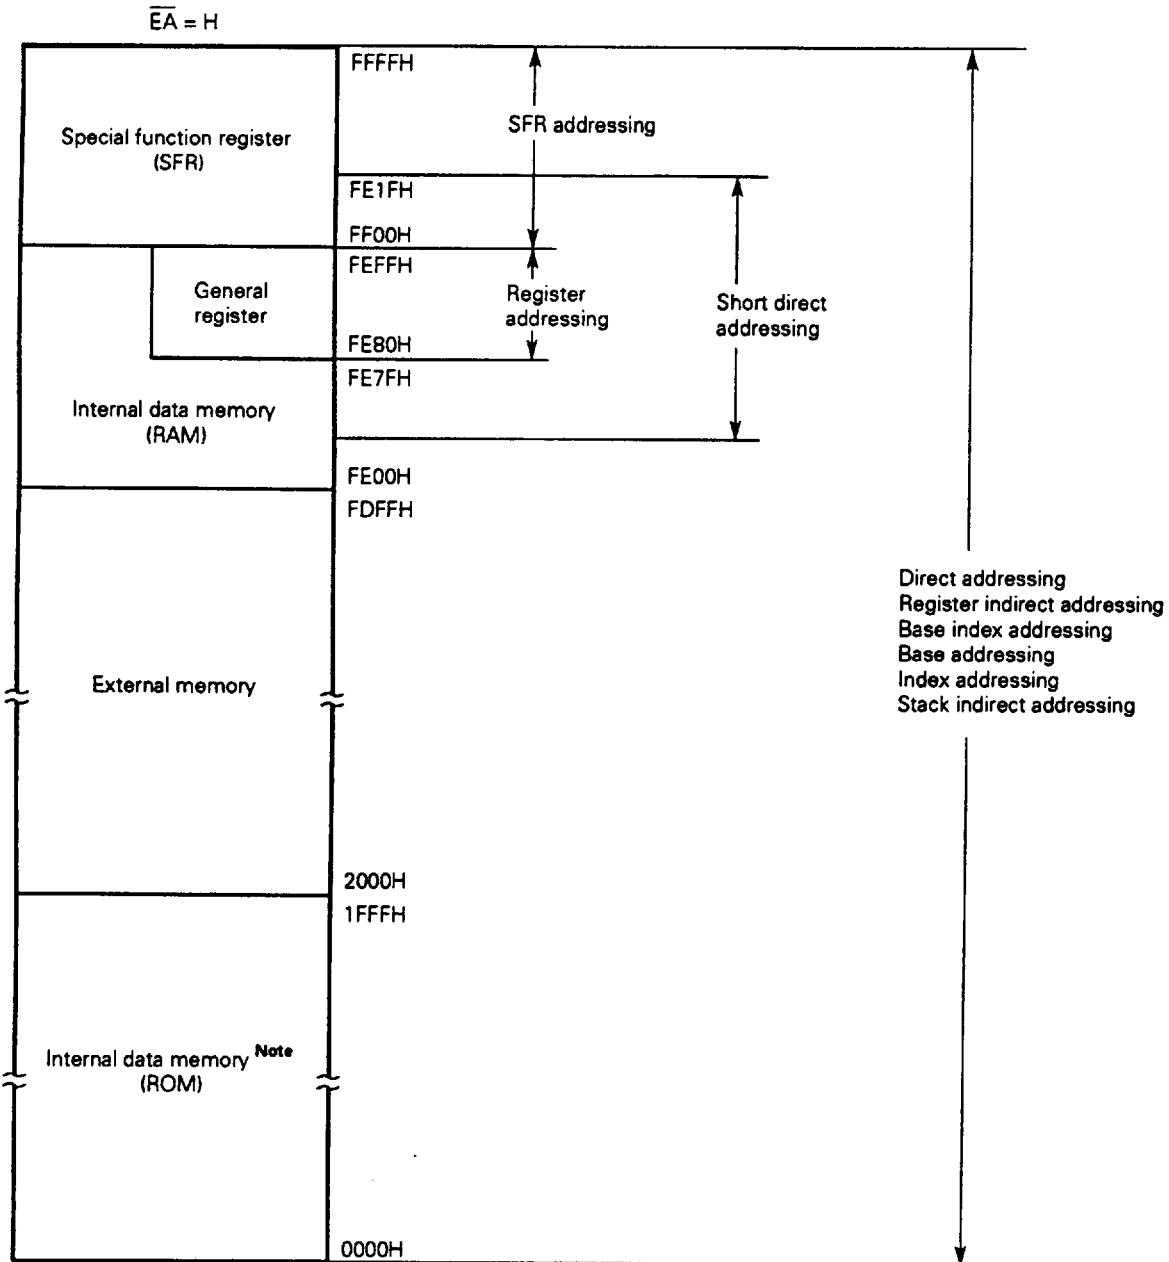 EA = H
FFFFH
SFR addressing
Special function register
(SFR)
FE1FH
FF00H
FEFFH
General
register
Register
addressing
Short direct
addressing
FE80H
FE7FH
Internal data memory
(RAM)
FE00H
FDFFH
Direct addressing
Register indirect addressing
Base index addressing
Base addressing
Index addressing
Stack indirect addressing
External memory
2000H
1FFFH
Internal data memory Note
(ROM)
0000H